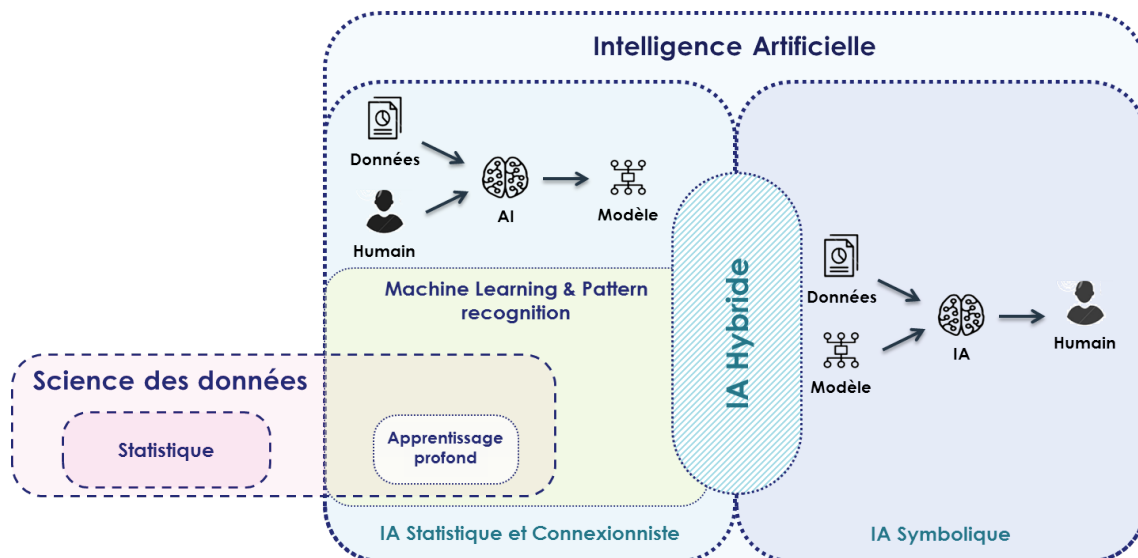 Intelligence Artificielle
Données
Humain
AI
Modèle
Machine Learning & Pattern
recognition
Science des données
Statistique
Apprentissage
profond
IA Statistique et Connexionniste
IA Hybride
Données
Modèle
IA
Humain
IA Symbolique